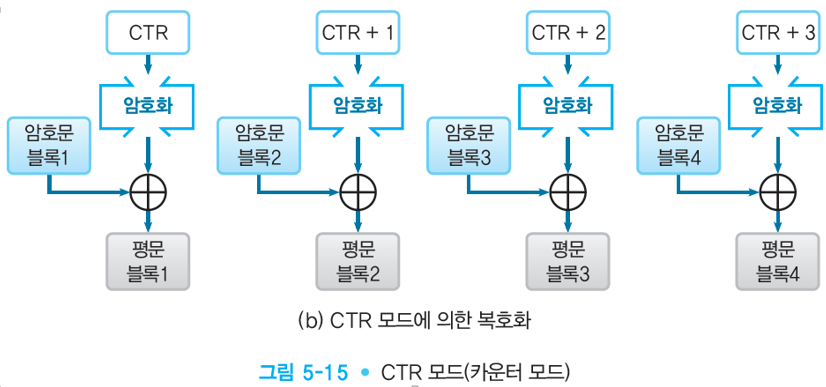 CTR
CTR + 1
CTR + 2
CTR + 3
암호화
암호화
암호화
암호화
암호문
블록1
암호문
블록2
암호문
블록3
암호문
블록4
평문
블록1
평문
블록2
평문
블록3
평문
블록4
(b) CTR 모드에 의한 복호화
그림 5-15 • CTR 모드(카운터 모드)